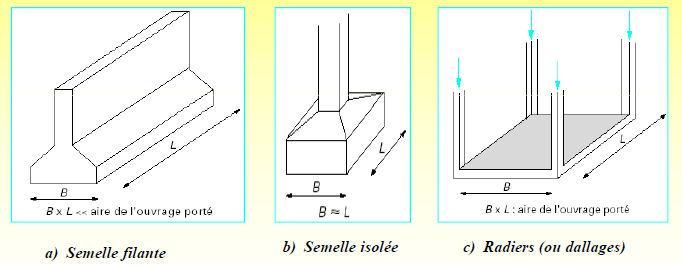 L
B
B x L << aire de l'ouvrage porté
a) Semelle filante
L
B
B ≈ L
b) Semelle isolée
L
B
B x L : aire de l'ouvrage porté
c) Radiers (ou dallages)